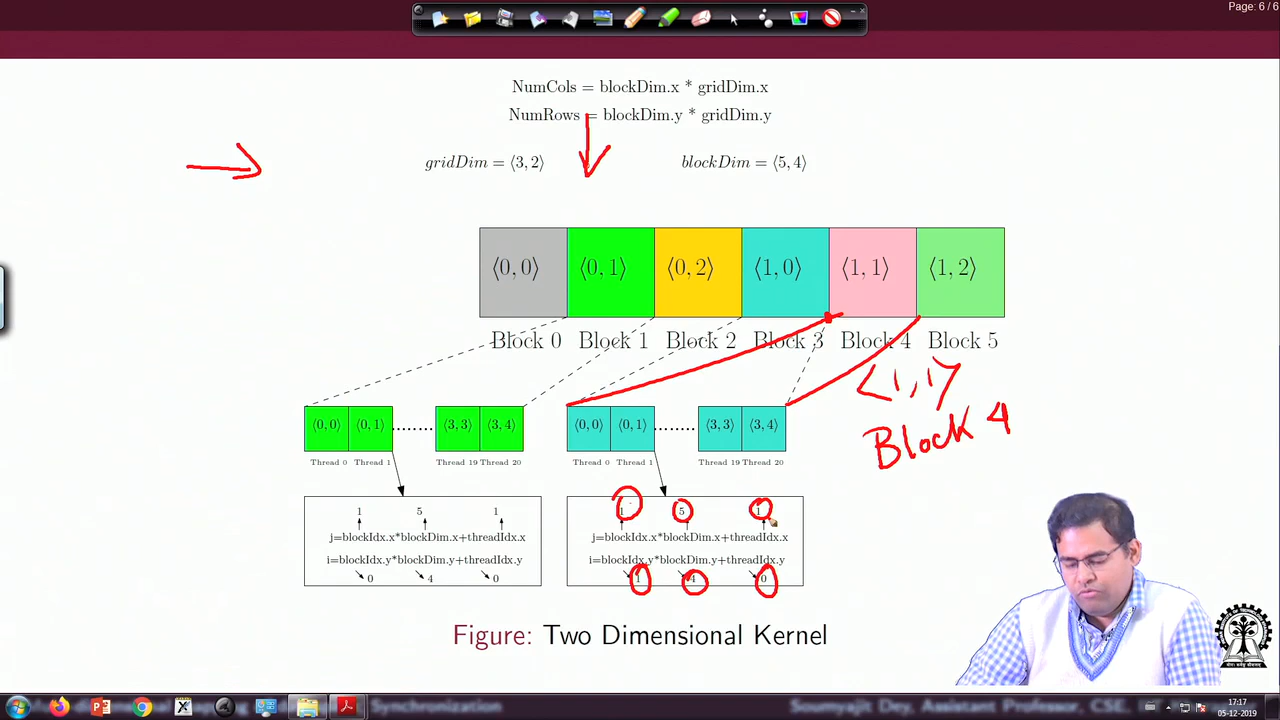 Page: 6 / 6
NumCols = blockDim.x * gridDim.x
NumRows = blockDim.y * gridDim.y
gridDim = ⟨3, 2⟩ blockDim = ⟨5, 4⟩
⟨0, 0⟩ ⟨0, 1⟩ ⟨0, 2⟩ ⟨1, 0⟩ ⟨1, 1⟩ ⟨1, 2⟩
Block 0 Block 1 Block 2 Block 3 Block 4 Block 5
<1,1>
Block 4
⟨0, 0⟩ ⟨0, 1⟩ ........ ⟨3, 3⟩ ⟨3, 4⟩ ⟨0, 0⟩ ⟨0, 1⟩ ........ ⟨3, 3⟩ ⟨3, 4⟩
Thread 0 Thread 1 Thread 19 Thread 20 Thread 0 Thread 1 Thread 19 Thread 20
1 5 1
j=blockIdx.x*blockDim.x+threadIdx.x
i=blockIdx.y*blockDim.y+threadIdx.y
0 4 0
1 5 1
j=blockIdx.x*blockDim.x+threadIdx.x
i=blockIdx.y*blockDim.y+threadIdx.y
1 4 0
Figure: Two Dimensional Kernel
Synchronization
Soumyajit Dey, Assistant Professor, CSE,
17:17
05-12-2019